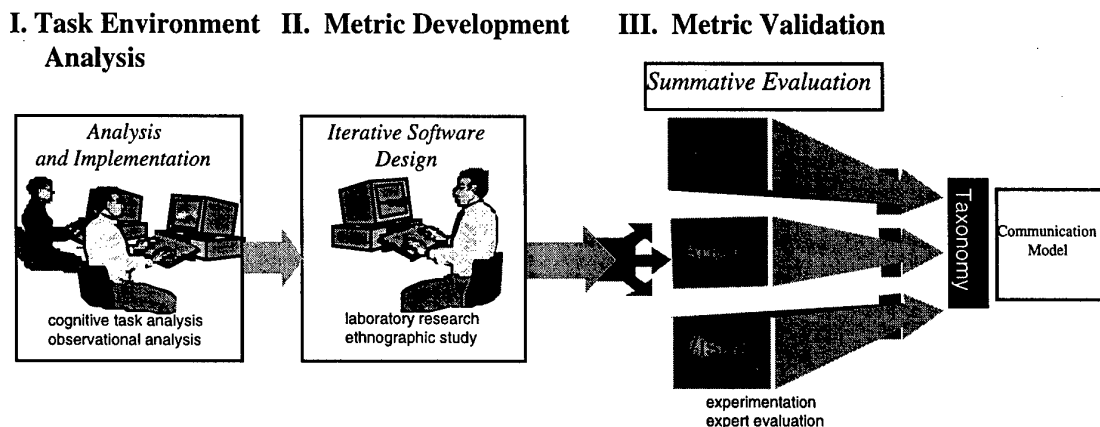 I. Task Environment
Analysis
II. Metric Development
III. Metric Validation
Summative Evaluation
Analysis
and Implementation
cognitive task analysis
observational analysis
Iterative Software
Design
laboratory research
ethnographic study
experimentation
expert evaluation
Taxonomy
Communication
Model